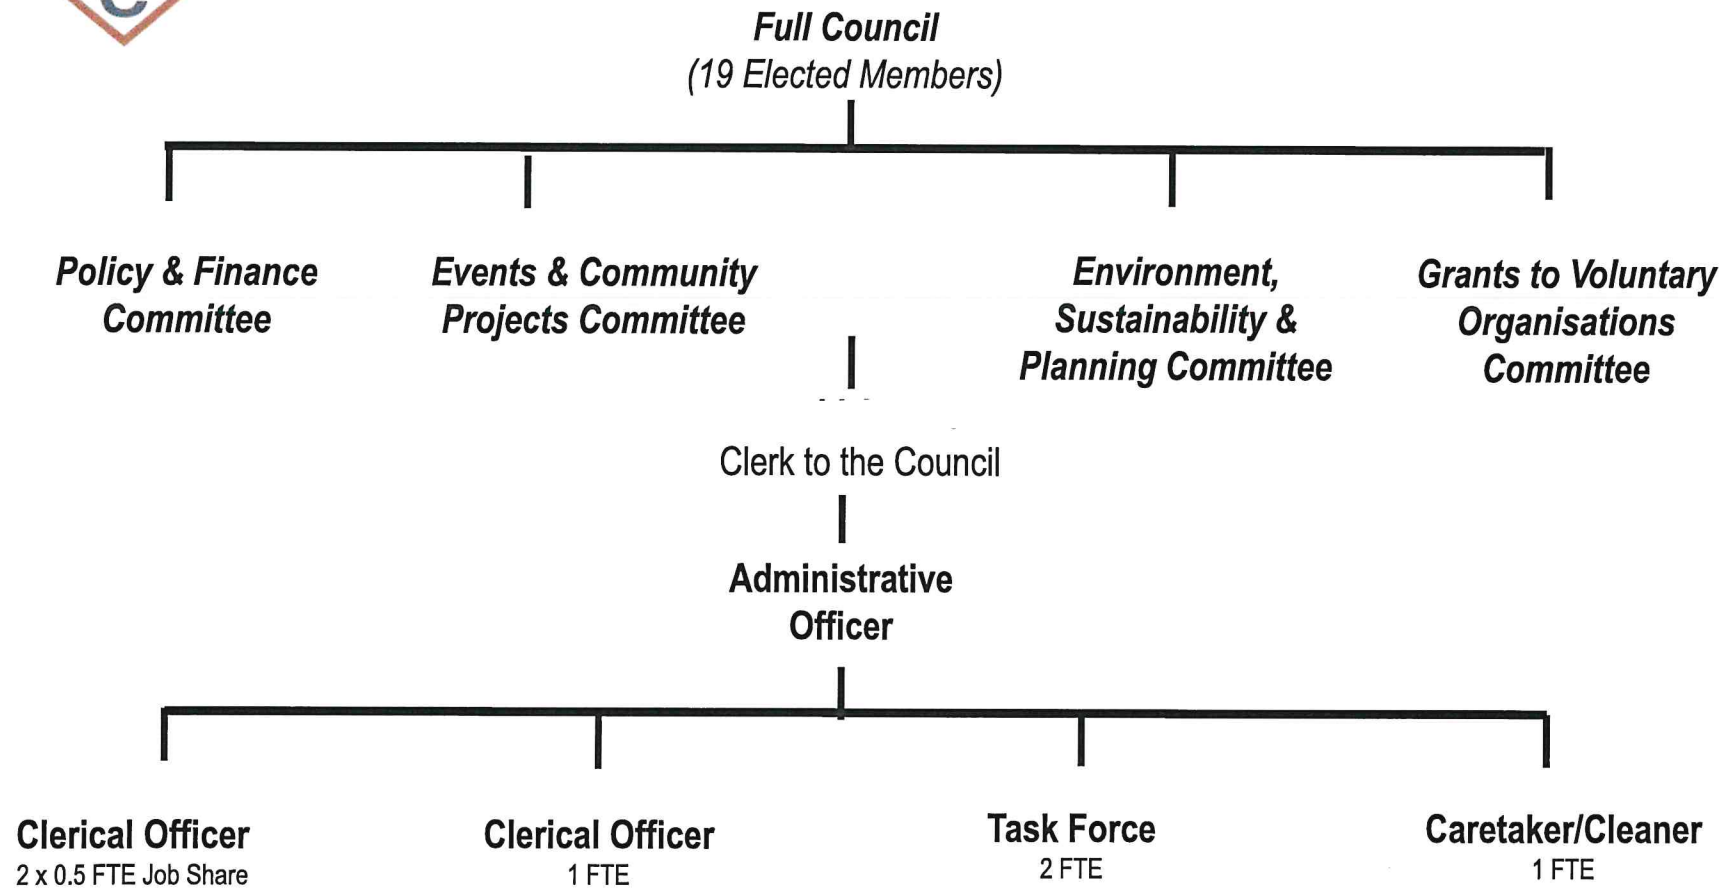 C
Full Council
(19 Elected Members)
Policy & Finance
Committee
Events & Community
Projects Committee
Environment,
Sustainability &
Planning Committee
Grants to Voluntary
Organisations
Committee
Clerk to the Council
Administrative
Officer
Clerical Officer
2 x 0.5 FTE Job Share
Clerical Officer
1 FTE
Task Force
2 FTE
Caretaker/Cleaner
1 FTE